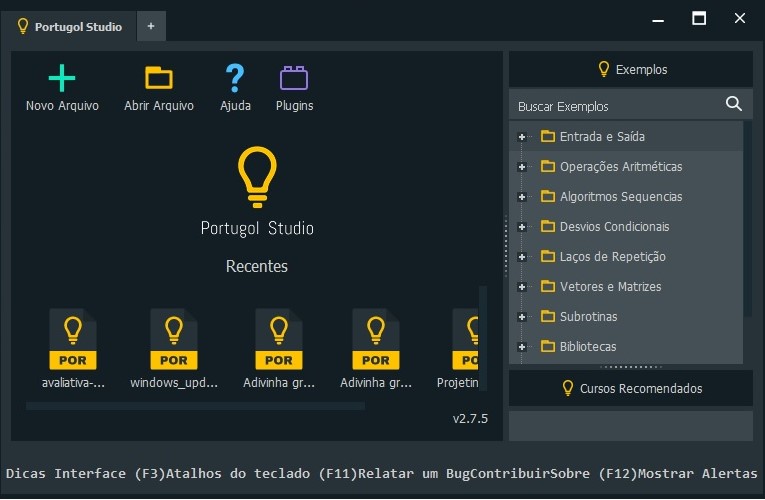 Portugol Studio
+
Novo Arquivo
Abrir Arquivo
?
Ajuda
Plugins
Portugol Studio
Recentes
POR
avaliativa-...
POR
windows_upd...
POR
Adivinha gr...
POR
Adivinha gr...
POR
Projetin
v2.7.5
Exemplos
Buscar Exemplos
Entrada e Saída
Operações Aritméticas
Algoritmos Sequencias
Desvios Condicionais
Laços de Repetição
Vetores e Matrizes
Subrotinas
Bibliotecas
Cursos Recomendados
Dicas Interface (F3)Atalhos do teclado (F11)Relatar um BugContribuirSobre (F12)Mostrar Alertas